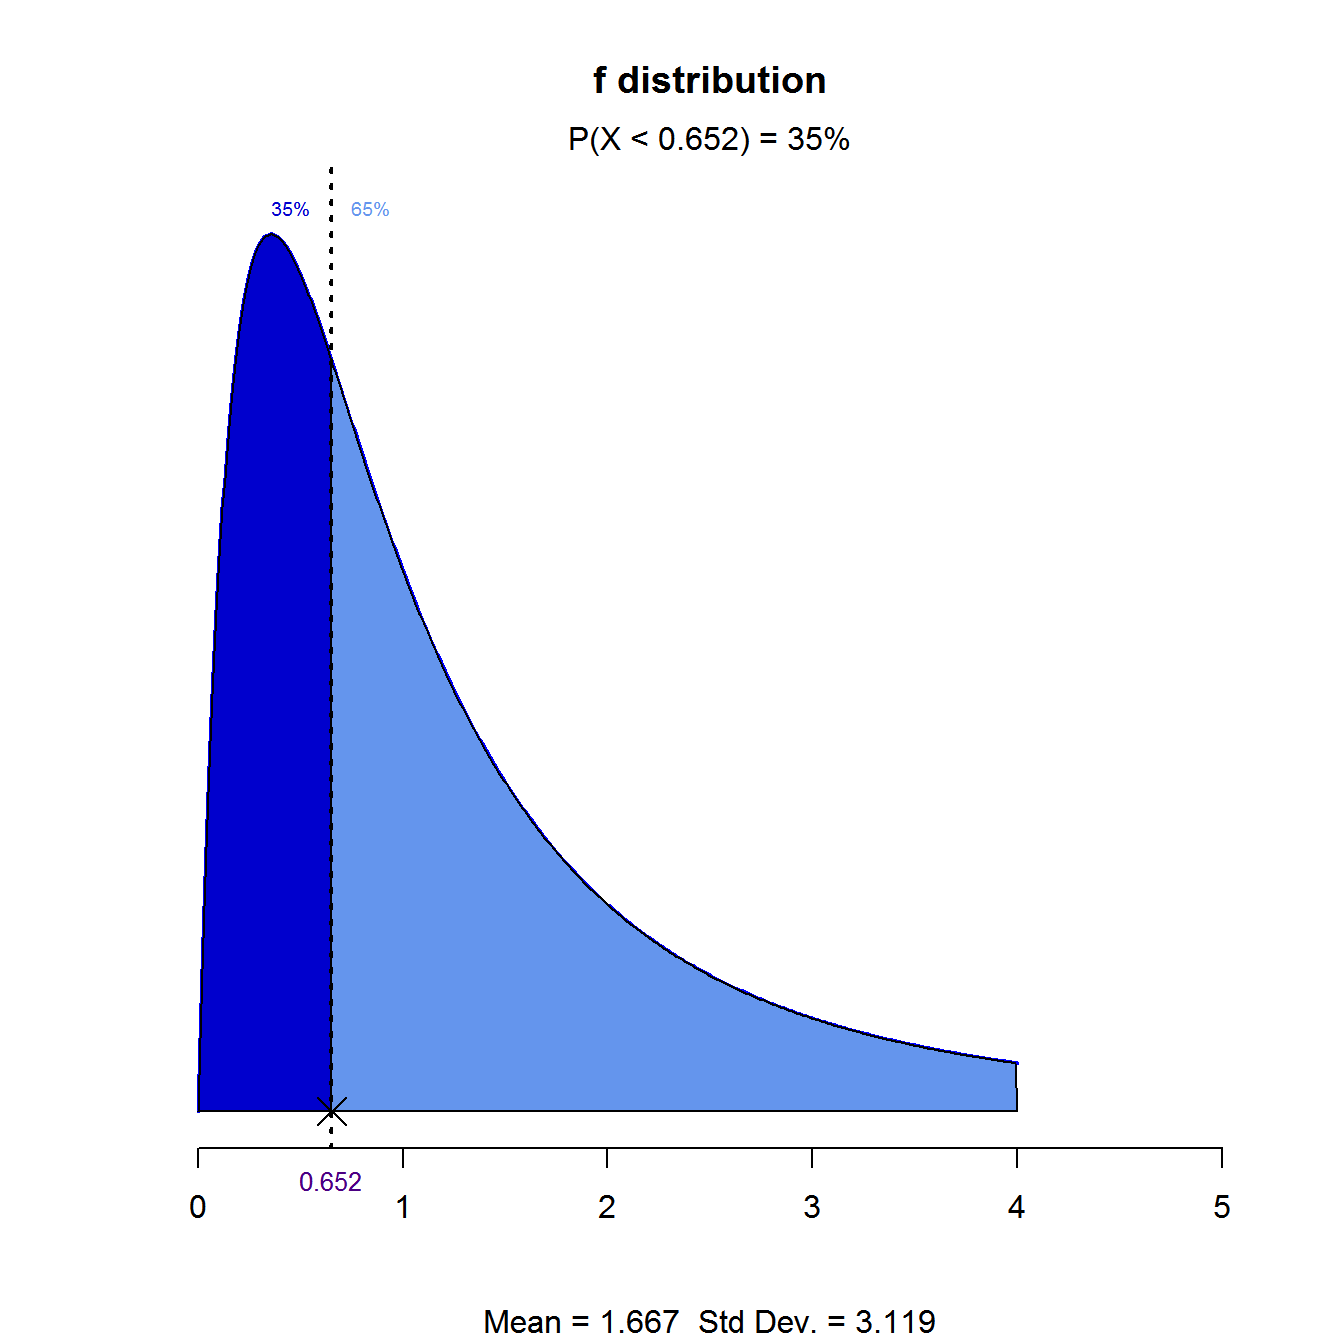 f distribution
P(X < 0.652) = 35%
35% 65%
0.652
0 1 2 3 4 5
Mean = 1.667  Std Dev. = 3.119